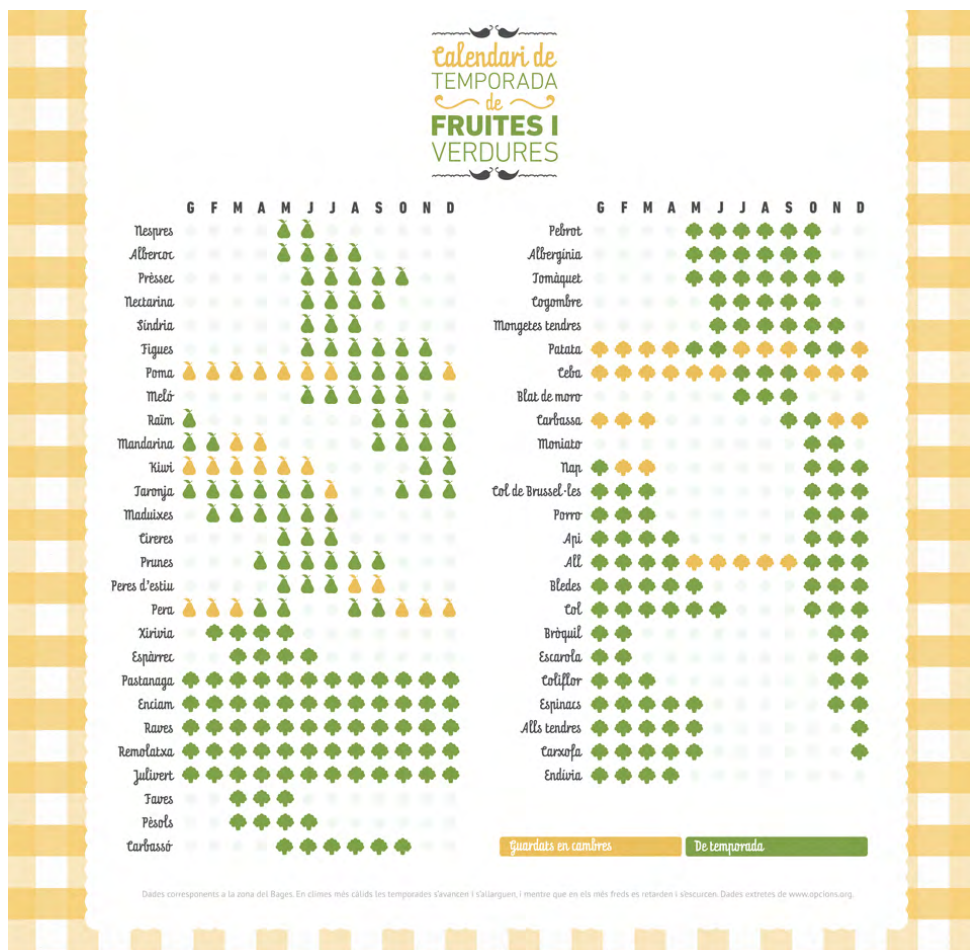 Calendari de
TEMPORADA
de
FRUITES I
VERDURES
G F M A M J J A S O N D
Nespres
Albercoc
Prèssec
Nectarina
Síndria
Figues
Poma
Meló
Raïm
Mandarina
Kiwi
Taronja
Maduixes
Cireres
Prunes
Peres d'estiu
Pera
Xirivia
Espàrrec
Pastanaga
Enciam
Raves
Remolatxa
Julivert
Faves
Pèsols
Carbassó
G F M A M J J A S O N D
Pebrot
Albergínia
Tomàquet
Cogombre
Mongetes tendres
Patata
Ceba
Blat de moro
Carbassa
Moniato
Nap
Col de Brussel·les
Porro
Api
All
Bledes
Col
Bròquil
Escarola
Coliflor
Espinacs
Alls tendres
Carxofa
Endívia
Guardats en cambres
De temporada
Dades corresponents a la zona del Bages. En climes més càlids les temporades s'avancen i s'allarguen, i mentre que en els més freds es retarden i s'escurcen. Dades extretes de www.opcions.org.